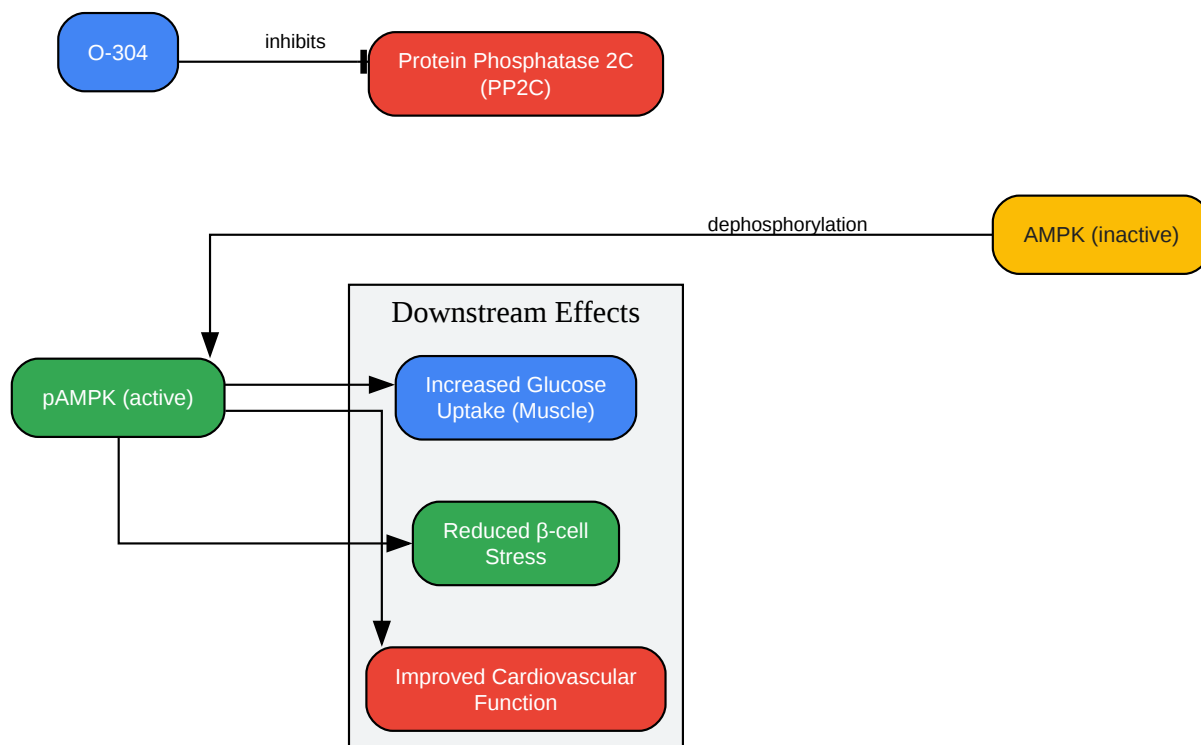 O-304
inhibits
Protein Phosphatase 2C
(PP2C)
dephosphorylation
AMPK (inactive)
Downstream Effects
pAMPK (active)
Increased Glucose
Uptake (Muscle)
Reduced β-cell
Stress
Improved Cardiovascular
Function